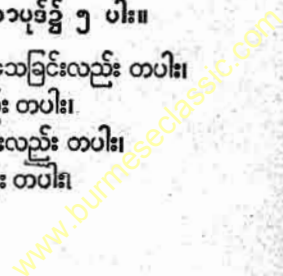 ပုဒ်၌ ၅ ပါး။
သေခြင်းလည်း တပါး၊
း တပါး၊
းလည်း တပါး၊
း တပါး၊
www.burmeseclassic.com